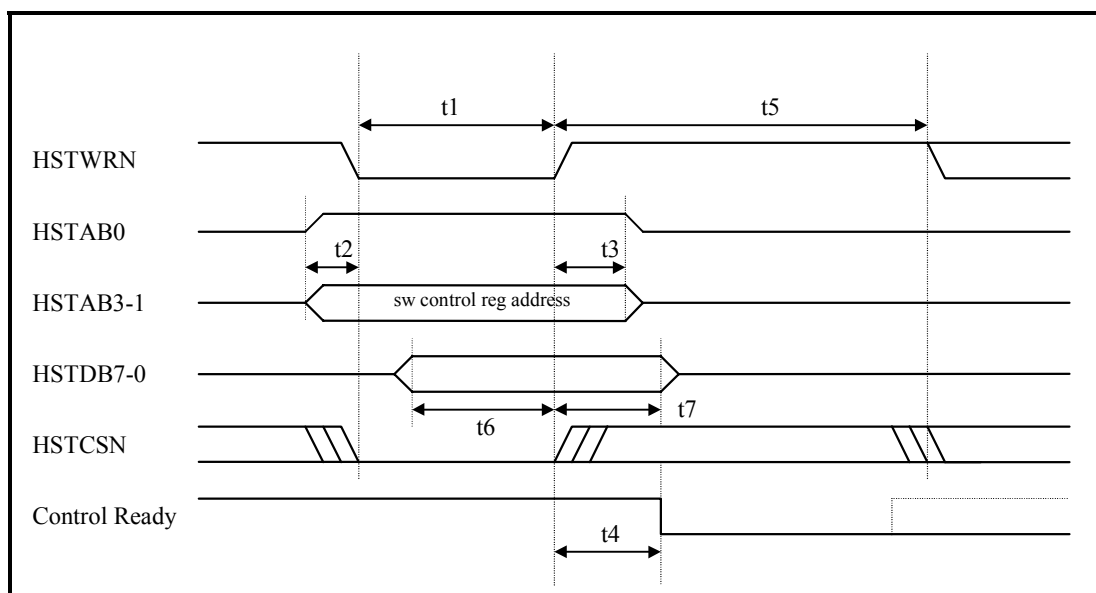 t1
t5
HSTWRN
HSTAB0
t2
t3
HSTAB3-1
sw control reg address
HSTDB7-0
t6
t7
HSTCSN
Control Ready
t4